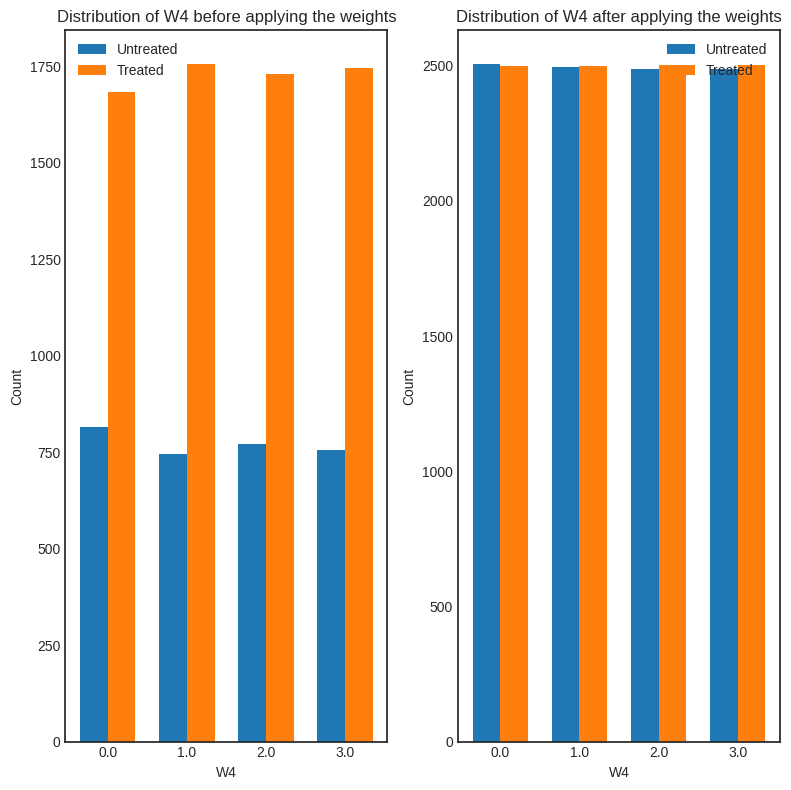 Distribution of W4 before applying the weights
Untreated
Treated
1750
1500
1250
1000
750
500
250
0
Count
0.0 1.0 2.0 3.0
W4
Distribution of W4 after applying the weights
Untreated
Treated
2500
2000
1500
1000
500
0
Count
0.0 1.0 2.0 3.0
W4